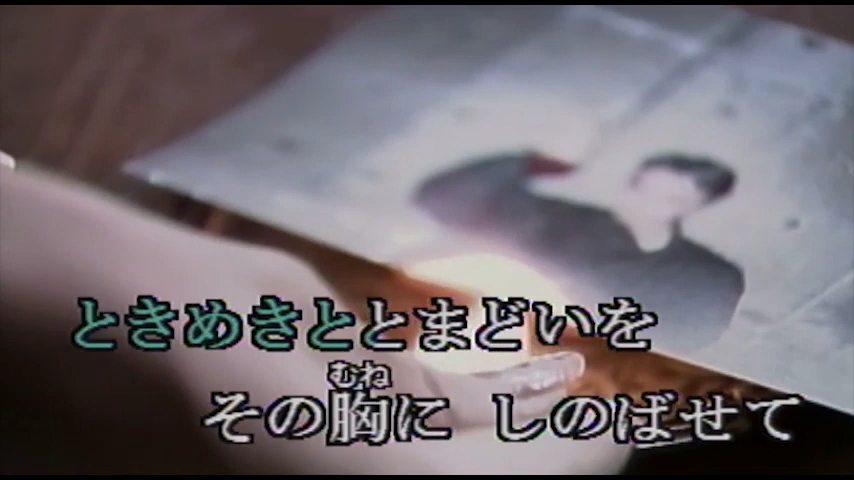 ときめきととまどいを
むね
その胸に しのばせて